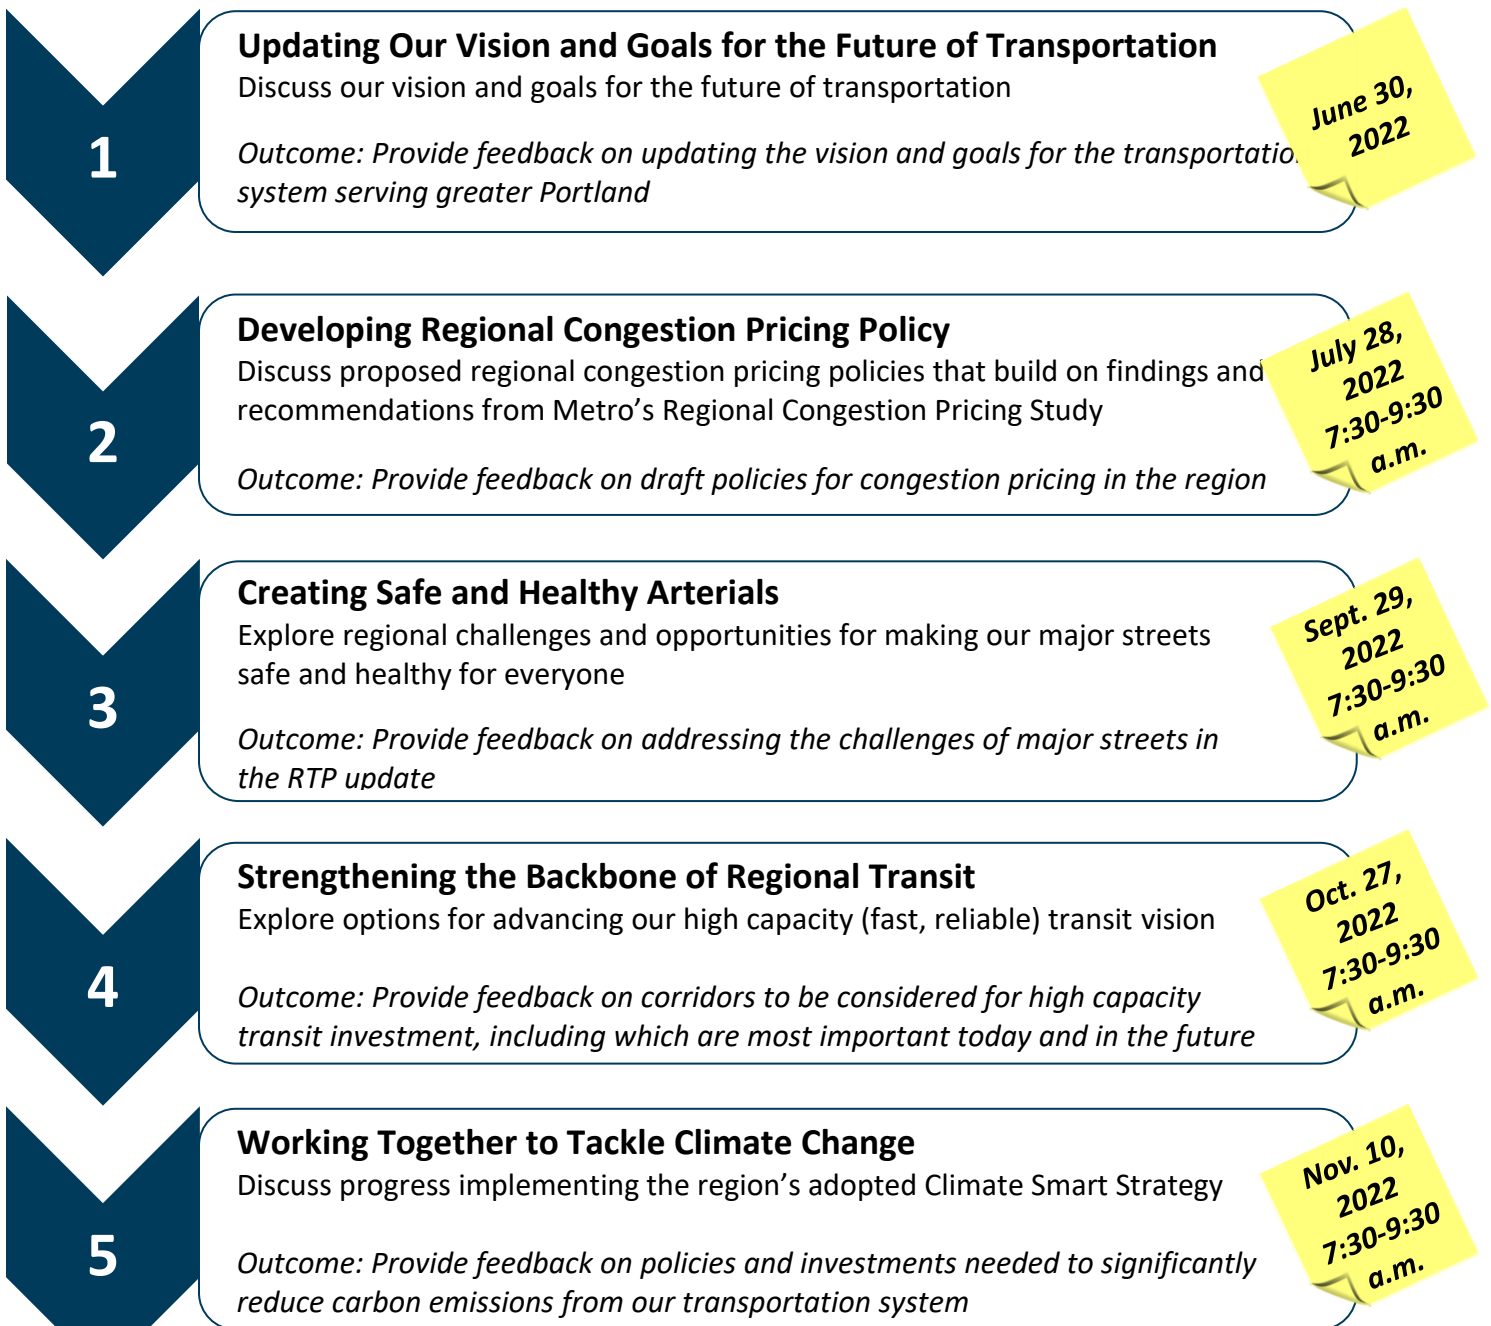 1
Updating Our Vision and Goals for the Future of Transportation
Discuss our vision and goals for the future of transportation
Outcome: Provide feedback on updating the vision and goals for the transportation
system serving greater Portland
June 30,
2022
2
Developing Regional Congestion Pricing Policy
Discuss proposed regional congestion pricing policies that build on findings and
recommendations from Metro’s Regional Congestion Pricing Study
Outcome: Provide feedback on draft policies for congestion pricing in the region
July 28,
2022
7:30-9:30
a.m.
3
Creating Safe and Healthy Arterials
Explore regional challenges and opportunities for making our major streets
safe and healthy for everyone
Outcome: Provide feedback on addressing the challenges of major streets in
the RTP update
Sept. 29,
2022
7:30-9:30
a.m.
4
Strengthening the Backbone of Regional Transit
Explore options for advancing our high capacity (fast, reliable) transit vision
Outcome: Provide feedback on corridors to be considered for high capacity
transit investment, including which are most important today and in the future
Oct. 27,
2022
7:30-9:30
a.m.
5
Working Together to Tackle Climate Change
Discuss progress implementing the region’s adopted Climate Smart Strategy
Outcome: Provide feedback on policies and investments needed to significantly
reduce carbon emissions from our transportation system
Nov. 10,
2022
7:30-9:30
a.m.